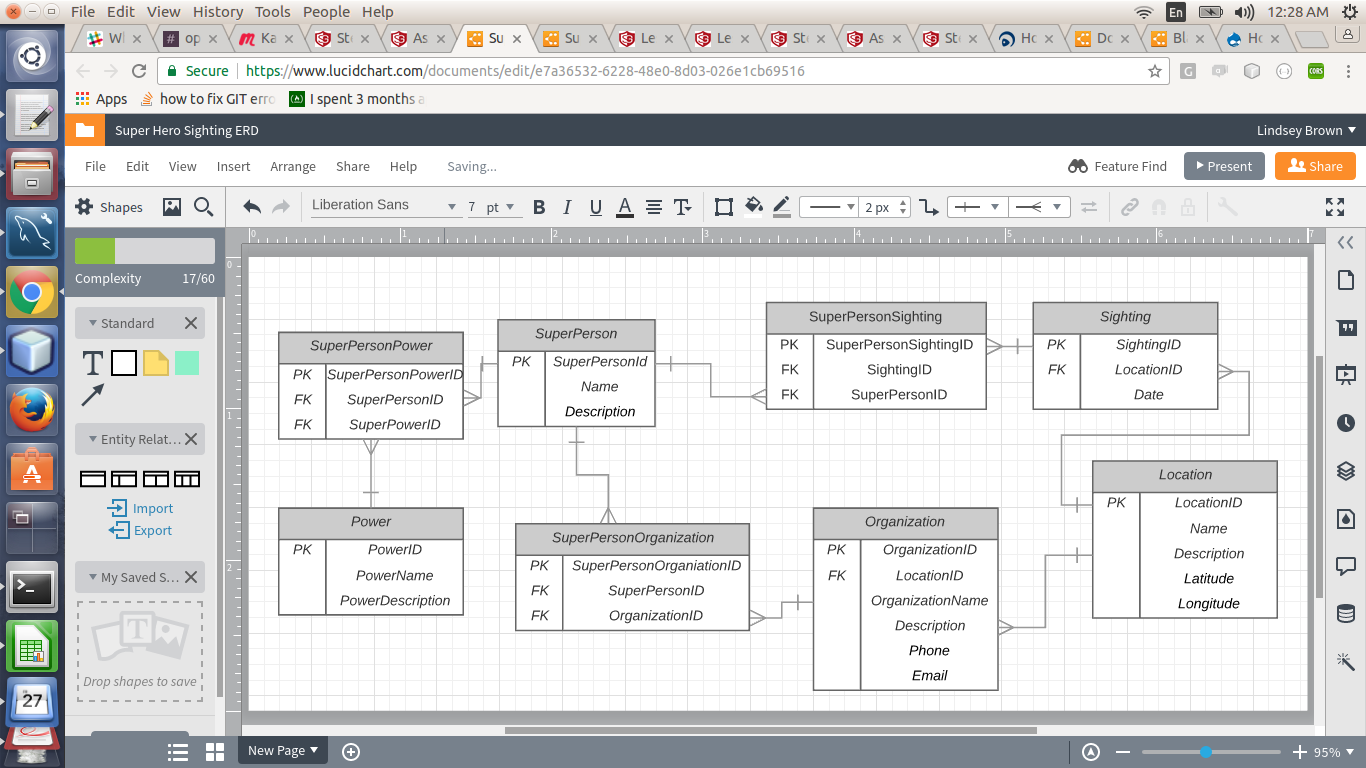 File Edit View History Tools People Help
En
12:28 AM
Su
Su
Le
Le
As
As
Ho
Ho
Do
Bl
Secure
https://www.lucidchart.com/documents/edit/e7a36532-6228-48e0-8d03-026e1cb69516
CORS
Apps how to fix GIT erro I spent 3 months a
Super Hero Sighting ERD
Lindsey Brown
File Edit View Insert Arrange Share Help Saving...
Feature Find Present Share
Shapes
Liberation Sans 7 pt B I U A T 2 px
0 1 2 3 4 5 6 7
Complexity 17/60
Standard
T
Entity Relat...
Import
Export
My Saved S...
T
Drop shapes to save
0
1
2
SuperPersonPower
PK SuperPersonPowerID
FK SuperPersonID
FK SuperPowerID
SuperPerson
PK SuperPersonId
Name
Description
SuperPersonSighting
PK SuperPersonSightingID
FK SightingID
FK SuperPersonID
Sighting
PK SightingID
FK LocationID
Date
Power
PK PowerID
PowerName
PowerDescription
SuperPersonOrganization
PK SuperPersonOrganiationID
FK SuperPersonID
FK OrganizationID
Organization
PK OrganizationID
FK LocationID
OrganizationName
Description
Phone
Email
Location
PK LocationID
Name
Description
Latitude
Longitude
27
New Page
95%